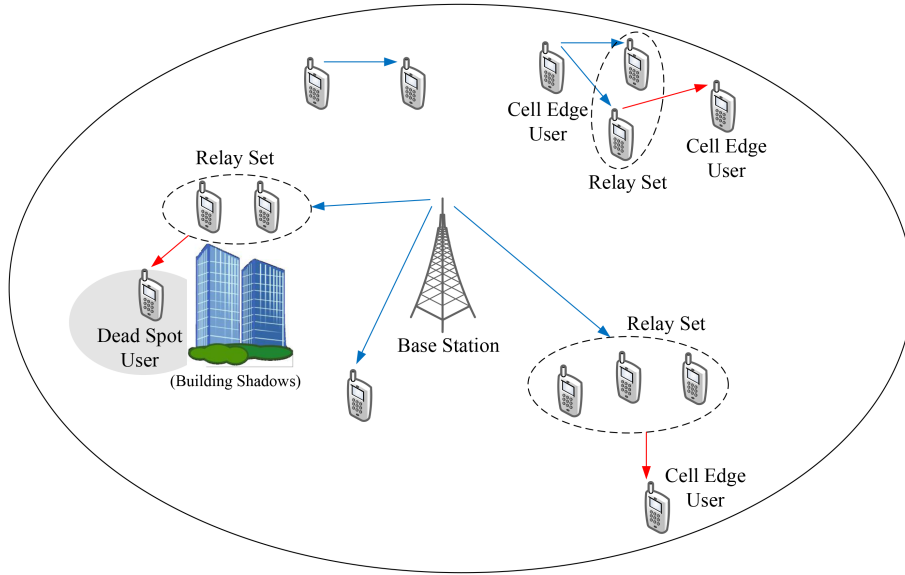 Cell Edge
User
Cell Edge
User
Relay Set
Relay Set
Dead Spot
User
(Building Shadows)
Base Station
Relay Set
Cell Edge
User